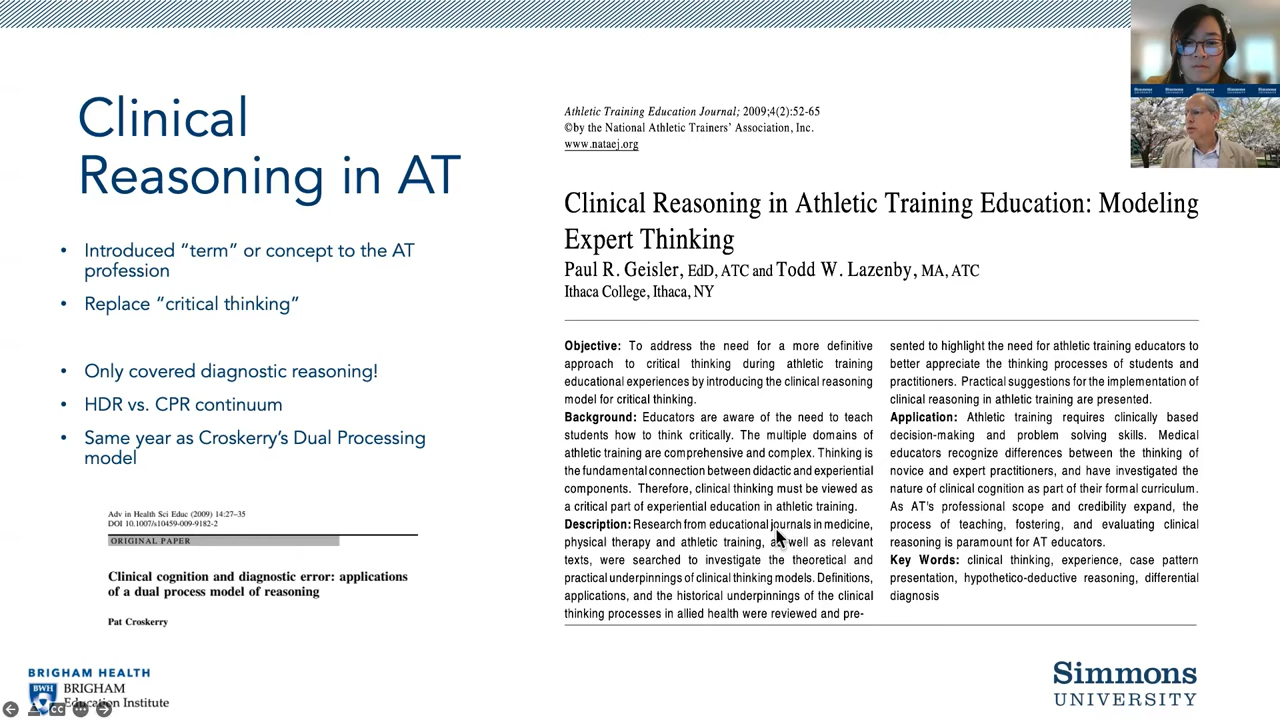 Clinical
Reasoning in AT
• Introduced “term” or concept to the AT
profession
• Replace “critical thinking”
• Only covered diagnostic reasoning!
• HDR vs. CPR continuum
• Same year as Croskerry’s Dual Processing
model
Adv in Health Sci Educ (2009) 14:27–35
DOI 10.1007/s10459-009-9182-2
ORIGINAL PAPER
Clinical cognition and diagnostic error: applications
of a dual process model of reasoning
Pat Croskerry
BRIGHAM HEALTH
BWH
BRIGHAM
Education Institute
Athletic Training Education Journal; 2009;4(2):52-65
©by the National Athletic Trainers’ Association, Inc.
www.nataej.org
Clinical Reasoning in Athletic Training Education: Modeling
Expert Thinking
Paul R. Geisler, EdD, ATC and Todd W. Lazenby, MA, ATC
Ithaca College, Ithaca, NY
Objective: To address the need for a more definitive
approach to critical thinking during athletic training
educational experiences by introducing the clinical reasoning
model for critical thinking.
Background: Educators are aware of the need to teach
students how to think critically. The multiple domains of
athletic training are comprehensive and complex. Thinking is
the fundamental connection between didactic and experiential
components. Therefore, clinical thinking must be viewed as
a critical part of experiential education in athletic training.
Description: Research from educational journals in medicine,
physical therapy and athletic training, as well as relevant
texts, were searched to investigate the theoretical and
practical underpinnings of clinical thinking models. Definitions,
applications, and the historical underpinnings of the clinical
thinking processes in allied health were reviewed and pre-
sented to highlight the need for athletic training educators to
better appreciate the thinking processes of students and
practitioners. Practical suggestions for the implementation of
clinical reasoning in athletic training are presented.
Application: Athletic training requires clinically based
decision-making and problem solving skills. Medical
educators recognize differences between the thinking of
novice and expert practitioners, and have investigated the
nature of clinical cognition as part of their formal curriculum.
As AT's professional scope and credibility expand, the
process of teaching, fostering, and evaluating clinical
reasoning is paramount for AT educators.
Key Words: clinical thinking, experience, case pattern
presentation, hypothetico-deductive reasoning, differential
diagnosis
Simmons
UNIVERSITY
CC
Simmons Simmons Simmons Simmons Simmons
UNIVERSITY